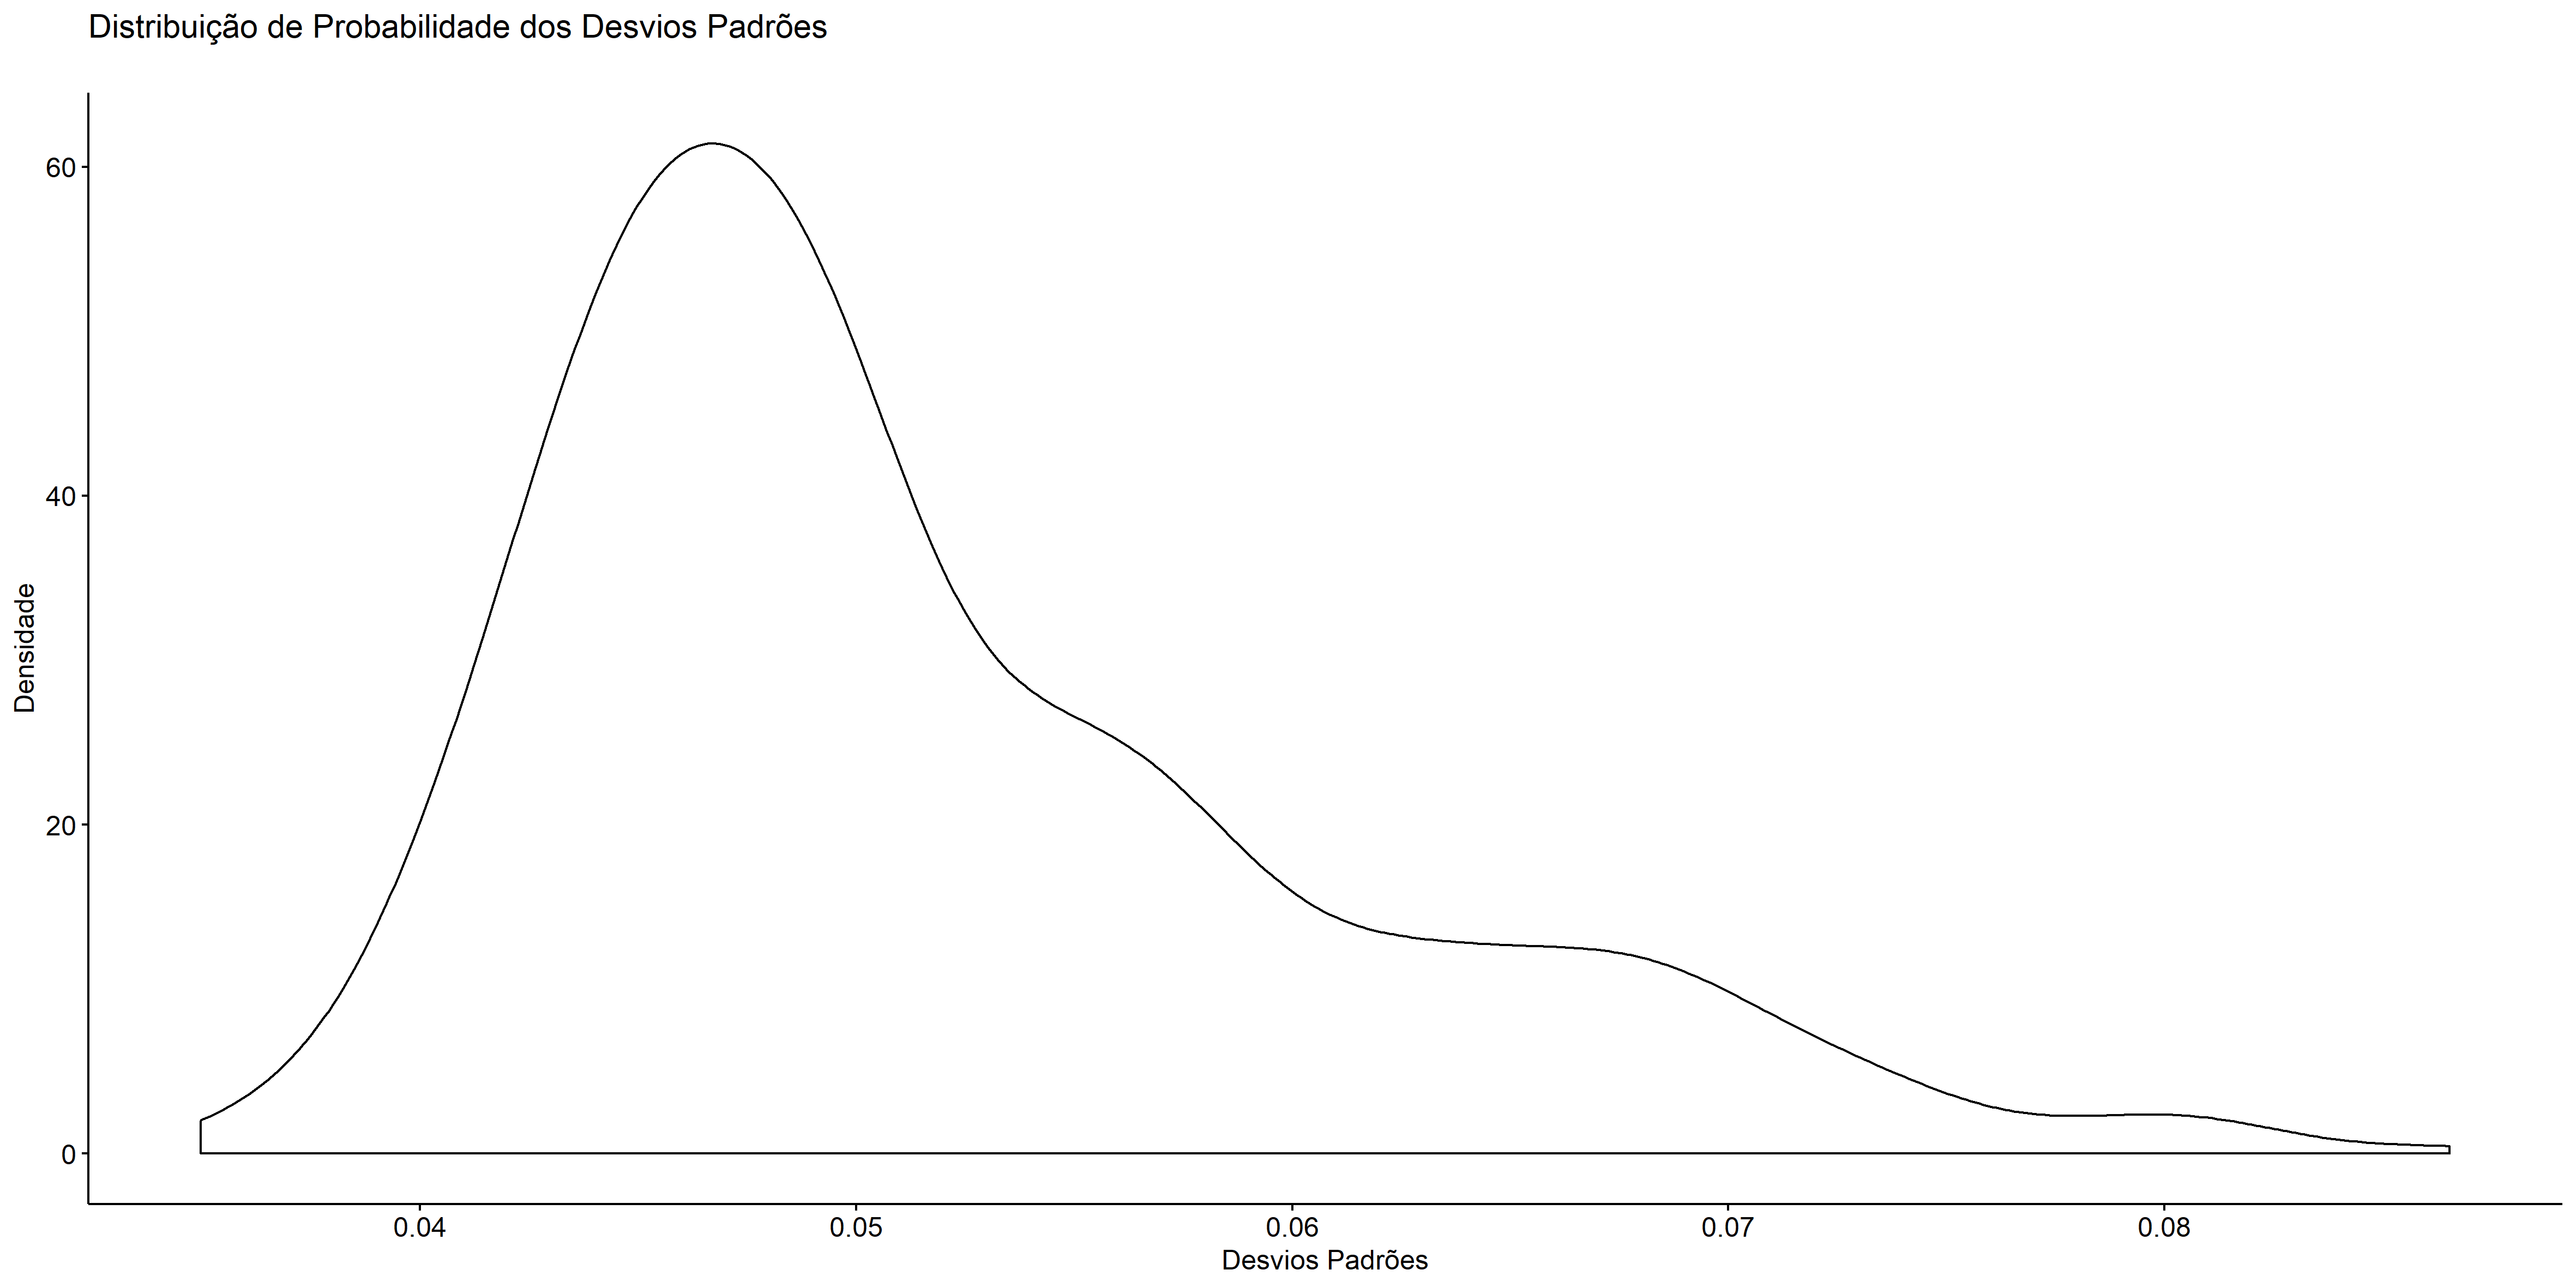 Distribuição de Probabilidade dos Desvios Padrões
60
40
20
0
Densidade
0.04 0.05 0.06 0.07 0.08
Desvios Padrões